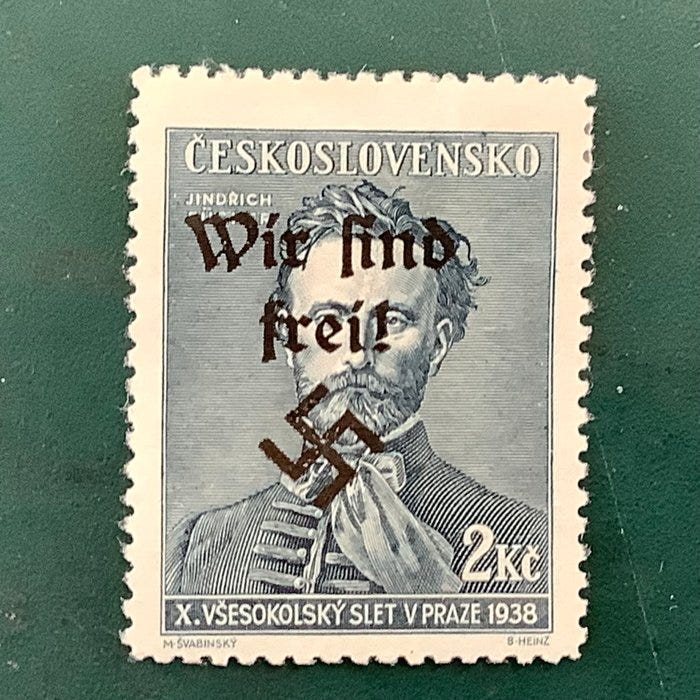 ČESKOSLOVENSKO
JINDŘICH
Wir sind
frei!
2Kč
X. VŠESOKOLSKÝ SLET V PRAZE 1938
M·ŠVABINSKÝ
B·HEINZ